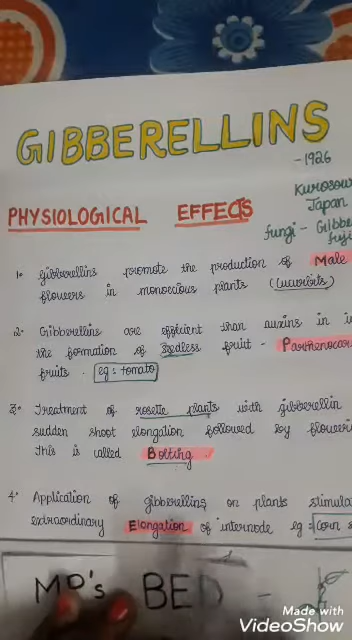 GIBBERELLINS
- 1926
Kurosow
Japan
PHYSIOLOGICAL EFFECTS
fungi - Gibbe
fuji
1. Gibberellins promote the production of Male
flowers in monoecious plants (cucurbits)
2. Gibberellins are efficient than auxins in i
the formation of seedless fruit - Parthenocar
fruits. eg: tomato
3. Treatment of rosette plants with gibberellin
sudden shoot elongation followed by floweri
This is called Bolting
4. Application of gibberellins on plants stimula
extraordinary Elongation of internode eg = Corn
BED -
Made with
VideoShow